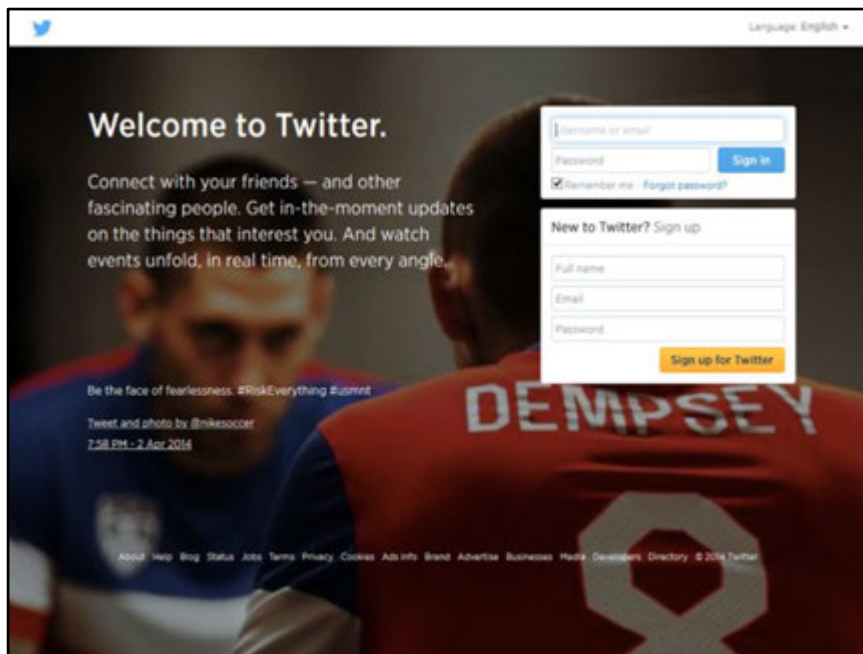 Language: English
Welcome to Twitter.
Connect with your friends — and other
fascinating people. Get in-the-moment updates
on the things that interest you. And watch
events unfold, in real time, from every angle.
Username or email
Password
Sign in
Remember me · Forgot password?
New to Twitter? Sign up
Full name
Email
Password
Sign up for Twitter
Be the face of fearlessness. #RiskEverything #usmnt
Tweet and photo by @nikesoccer
7:58 PM - 2 Apr 2014
DEMPSEY
8
About Help Blog Status Jobs Terms Privacy Cookies Ads info Brand Advertise Businesses Media Developers Directory © 2014 Twitter